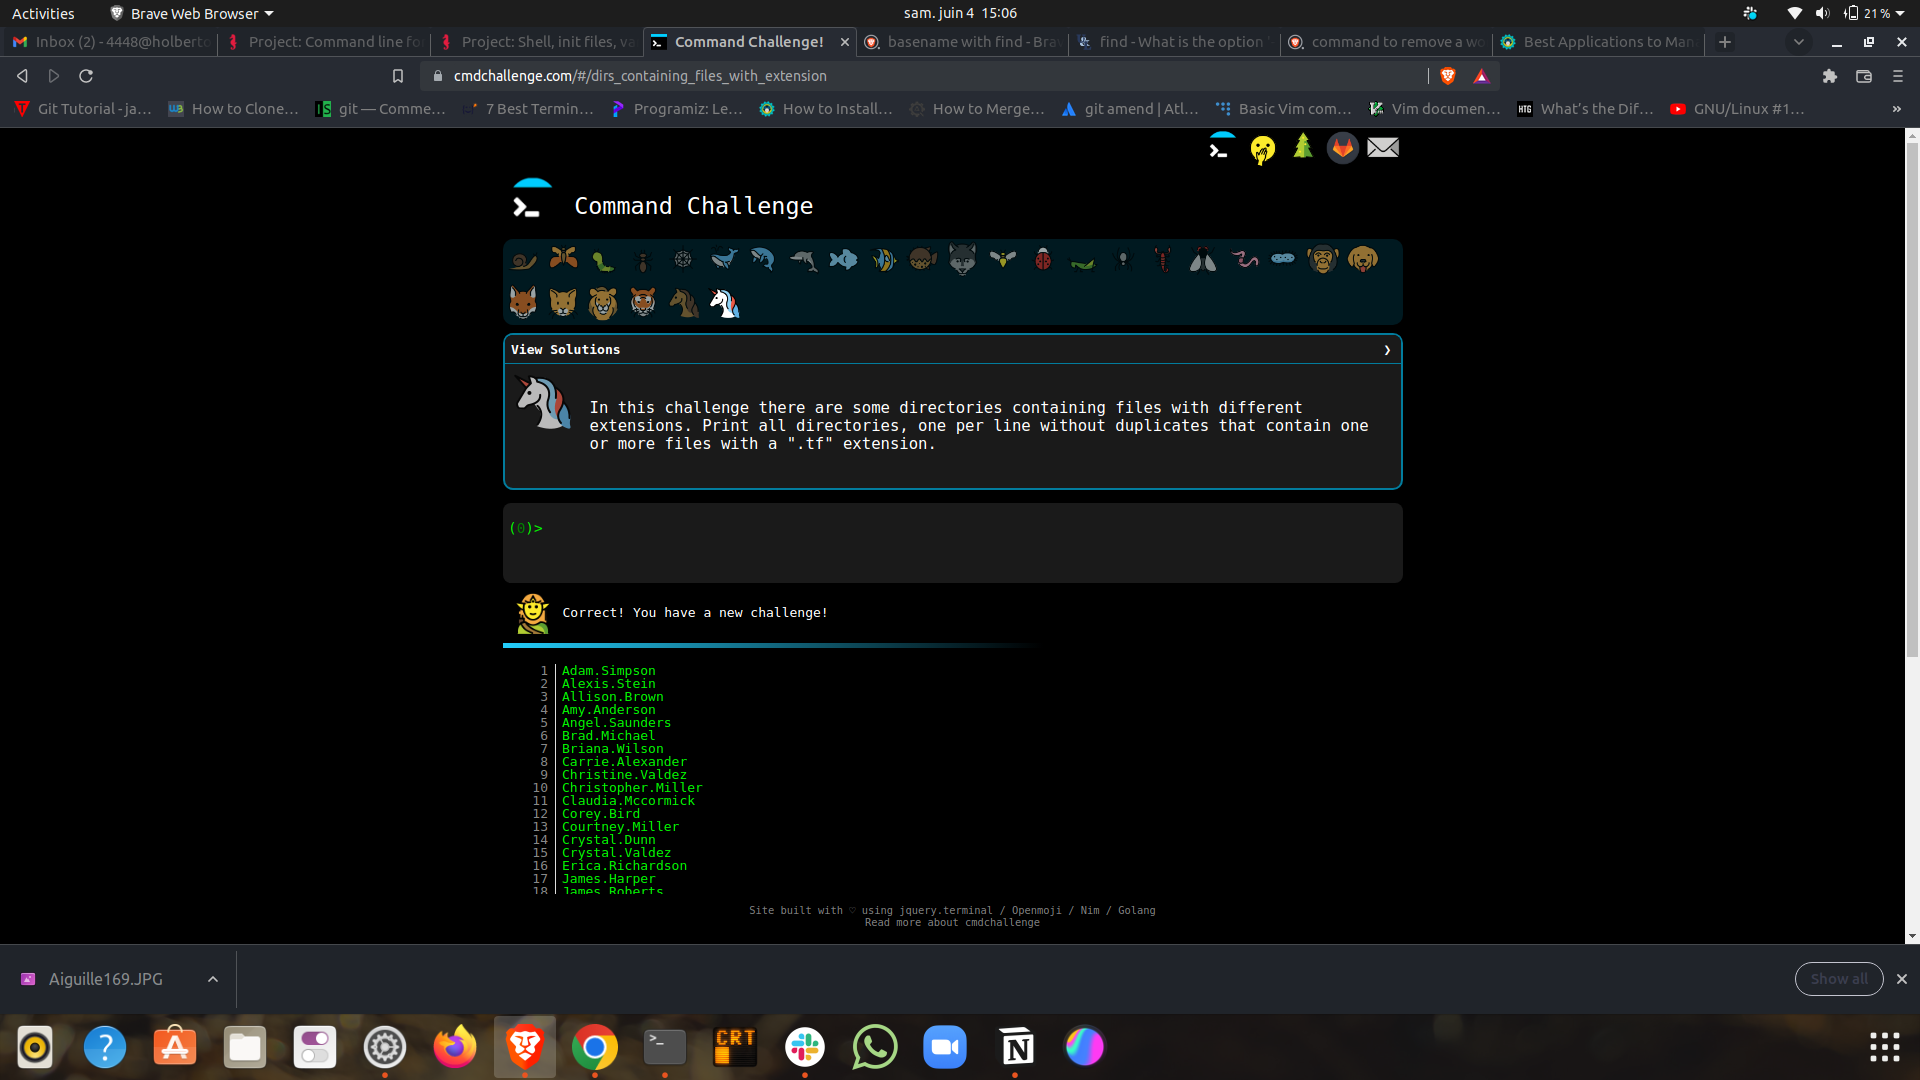 Activities
Brave Web Browser
sam. juin 4 15:06
21 %
Inbox (2) - 4448@holberto
Project: Command line fo
Project: Shell, init files, va
Command Challenge!
basename with find - Bra
find - What is the option
command to remove a wo
Best Applications to Man
cmdchallenge.com/#/dirs_containing_files_with_extension
Git Tutorial - ja…
How to Clone…
git — Comme…
7 Best Termin…
Programiz: Le…
How to Install…
How to Merge…
git amend | Atl…
Basic Vim com…
Vim documen…
HTG
What's the Dif…
GNU/Linux #1…
»
Command Challenge
View Solutions
In this challenge there are some directories containing files with different
extensions. Print all directories, one per line without duplicates that contain one
or more files with a ".tf" extension.
(0)>
Correct! You have a new challenge!
1 Adam.Simpson
2 Alexis.Stein
3 Allison.Brown
4 Amy.Anderson
5 Angel.Saunders
6 Brad.Michael
7 Briana.Wilson
8 Carrie.Alexander
9 Christine.Valdez
10 Christopher.Miller
11 Claudia.Mccormick
12 Corey.Bird
13 Courtney.Miller
14 Crystal.Dunn
15 Crystal.Valdez
16 Erica.Richardson
17 James.Harper
18 James.Roberts
Site built with ♡ using jquery.terminal / Openmoji / Nim / Golang
Read more about cmdchallenge
Aiguille169.JPG
Show all
CRT